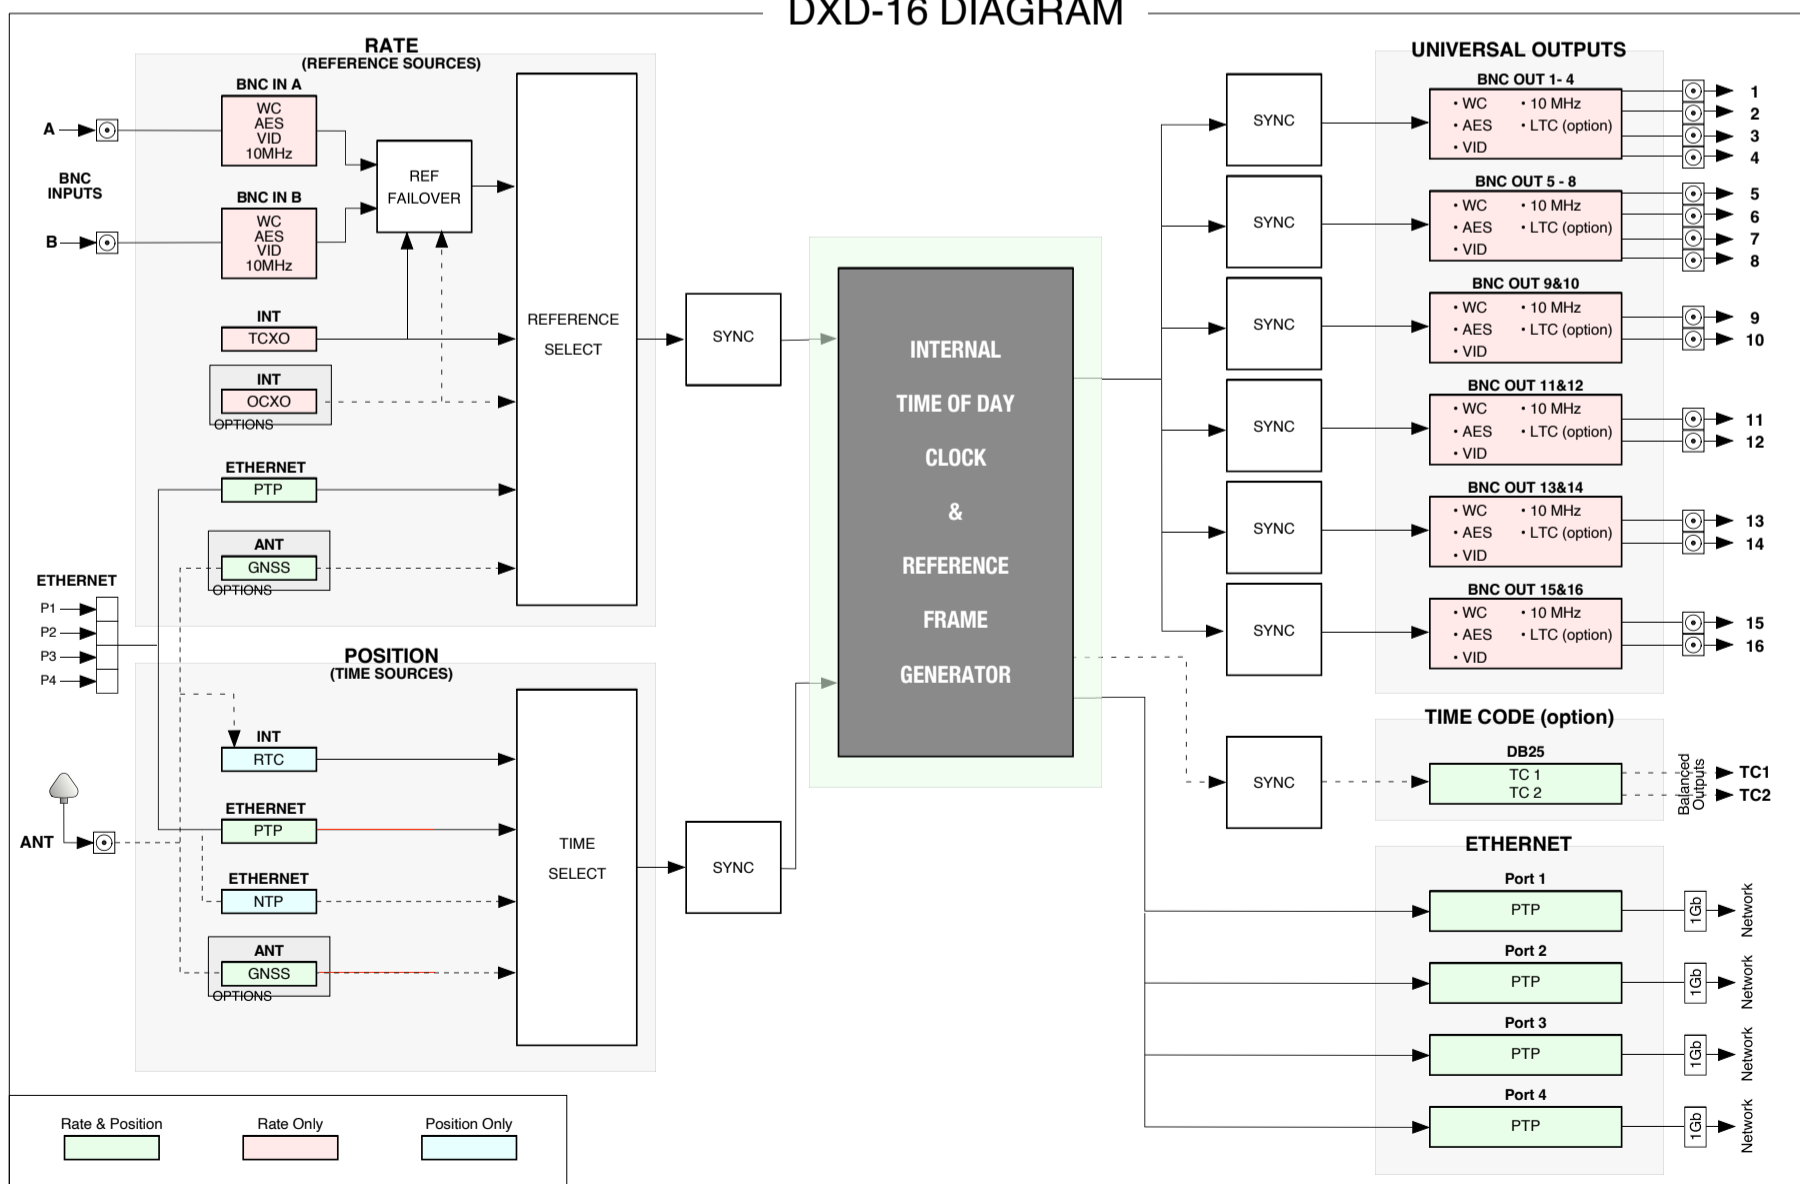 DXD-16 DIAGRAM
RATE
(REFERENCE SOURCES)
BNC IN A
WC
AES
VID
10MHz
A
BNC
INPUTS
BNC IN B
WC
AES
VID
10MHz
B
REF
FAILOVER
INT
TCXO
INT
OCXO
OPTIONS
ETHERNET
PTP
ANT
GNSS
OPTIONS
REFERENCE
SELECT
SYNC
ETHERNET
P1
P2
P3
P4
POSITION
(TIME SOURCES)
INT
RTC
ETHERNET
PTP
ANT
ETHERNET
NTP
ANT
GNSS
OPTIONS
TIME
SELECT
SYNC
INTERNAL
TIME OF DAY
CLOCK
&
REFERENCE
FRAME
GENERATOR
UNIVERSAL OUTPUTS
SYNC
BNC OUT 1- 4
• WC • 10 MHz
• AES • LTC (option)
• VID
1
2
3
4
SYNC
BNC OUT 5 - 8
• WC • 10 MHz
• AES • LTC (option)
• VID
5
6
7
8
SYNC
BNC OUT 9&10
• WC • 10 MHz
• AES • LTC (option)
• VID
9
10
SYNC
BNC OUT 11&12
• WC • 10 MHz
• AES • LTC (option)
• VID
11
12
SYNC
BNC OUT 13&14
• WC • 10 MHz
• AES • LTC (option)
• VID
13
14
SYNC
BNC OUT 15&16
• WC • 10 MHz
• AES • LTC (option)
• VID
15
16
TIME CODE (option)
SYNC
DB25
TC 1
TC 2
Balanced
Outputs
TC1
TC2
ETHERNET
Port 1
PTP
1Gb
Network
Port 2
PTP
1Gb
Network
Port 3
PTP
1Gb
Network
Port 4
PTP
1Gb
Network
Rate & Position
Rate Only
Position Only